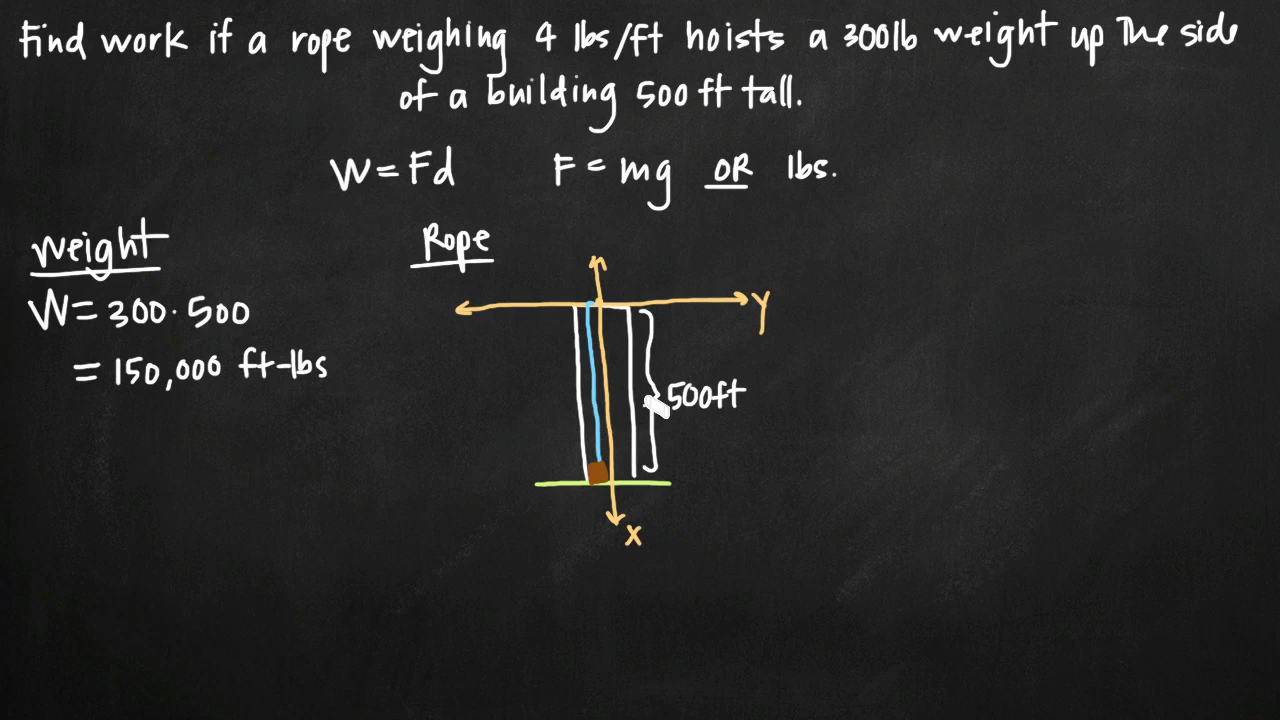 Find work if a rope weighing 4 lbs/ft hoists a 300lb weight up the side
of a building 500 ft tall.
W = Fd F = mg OR lbs.
Weight
W = 300 · 500
= 150,000 ft-lbs
Rope
y
500ft
x